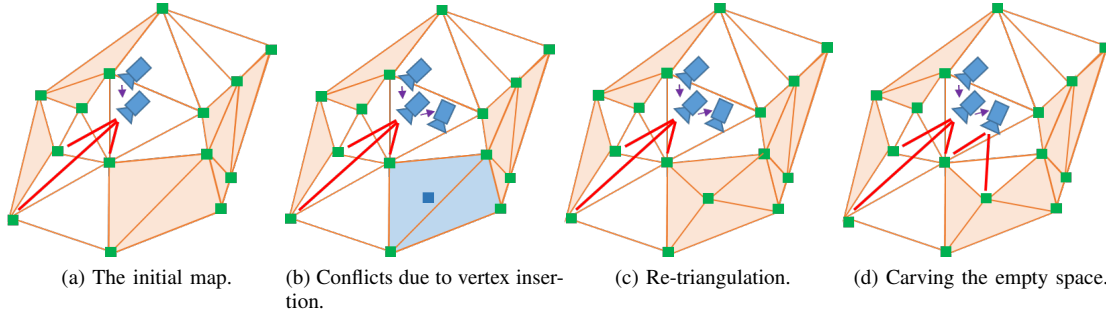 (a) The initial map.
(b) Conflicts due to vertex inser-
tion.
(c) Re-triangulation.
(d) Carving the empty space.